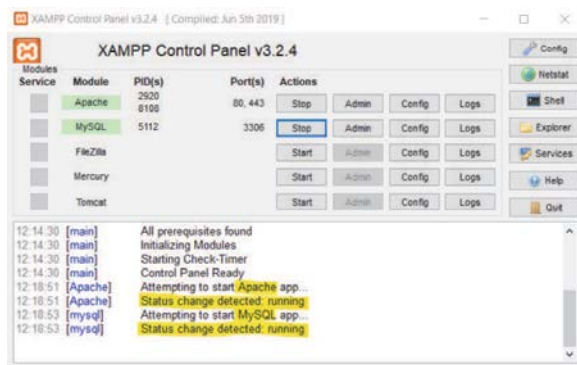 XAMPP Control Panel v3.2.4 [ Compiled: Jun 5th 2019 ]
XAMPP Control Panel v3.2.4
Config
Modules
Service Module PID(s) Port(s) Actions
Netstat
Apache 2920 80, 443 Stop Admin Config Logs
8108
Shell
MySQL 5112 3306 Stop Admin Config Logs
Explorer
FileZilla Start Admin Config Logs
Services
Mercury Start Admin Config Logs
Help
Tomcat Start Admin Config Logs
Quit
12:14:30 [main] All prerequisites found
12:14:30 [main] Initializing Modules
12:14:30 [main] Starting Check-Timer
12:14:30 [main] Control Panel Ready
12:18:51 [Apache] Attempting to start Apache app...
12:18:51 [Apache] Status change detected: running
12:18:53 [mysql] Attempting to start MySQL app...
12:18:53 [mysql] Status change detected: running